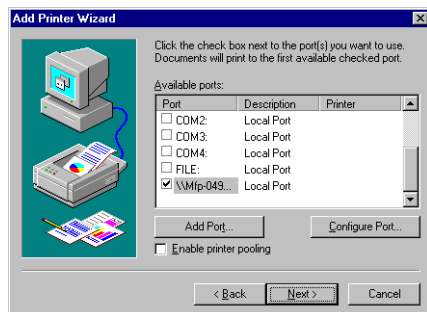 Add Printer Wizard
Click the check box next to the port(s) you want to use.
Documents will print to the first available checked port.
Available ports:
Port Description Printer
COM2: Local Port
COM3: Local Port
COM4: Local Port
FILE: Local Port
\\Mfp-049... Local Port
Add Port... Configure Port...
Enable printer pooling
< Back Next > Cancel